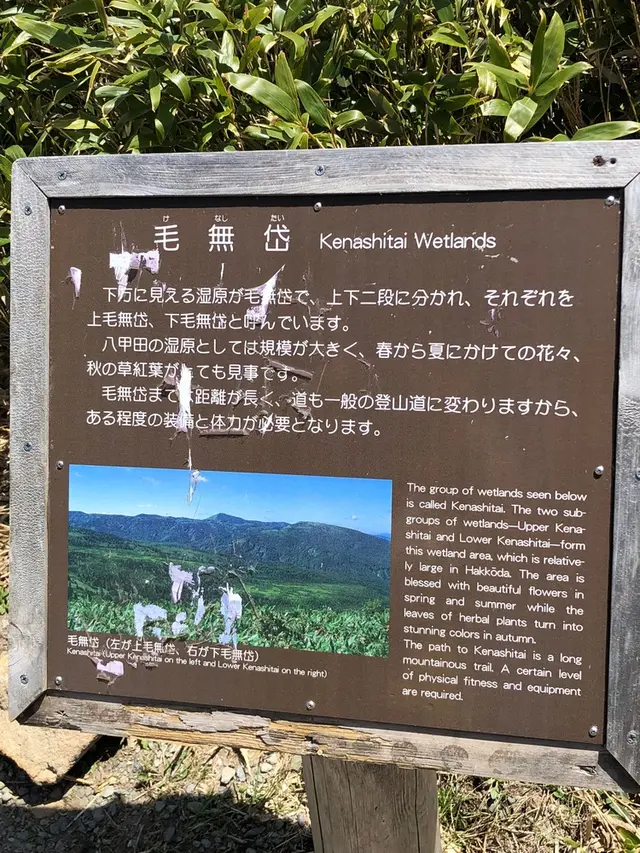 けなしたい
毛無岱 Kenashitai Wetlands
下方に見える湿原が毛無岱で、上下二段に分かれ、それぞれを
上毛無岱、下毛無岱と呼んでいます。
八甲田の湿原としては規模が大きく、春から夏にかけての花々、
秋の草紅葉がとても見事です。
毛無岱までは距離が長く、道も一般の登山道に変わりますから、
ある程度の装備と体力が必要となります。
The group of wetlands seen below
is called Kenashitai. The two sub-
groups of wetlands—Upper Kena-
shitai and Lower Kenashitai—form
this wetland area, which is relative-
ly large in Hakkōda. The area is
blessed with beautiful flowers in
spring and summer while the
leaves of herbal plants turn into
stunning colors in autumn.
The path to Kenashitai is a long
mountainous trail. A certain level
of physical fitness and equipment
are required.
毛無岱（左が上毛無岱、右が下毛無岱）
Kenashitai (Upper Kenashitai on the left and Lower Kenashitai on the right)